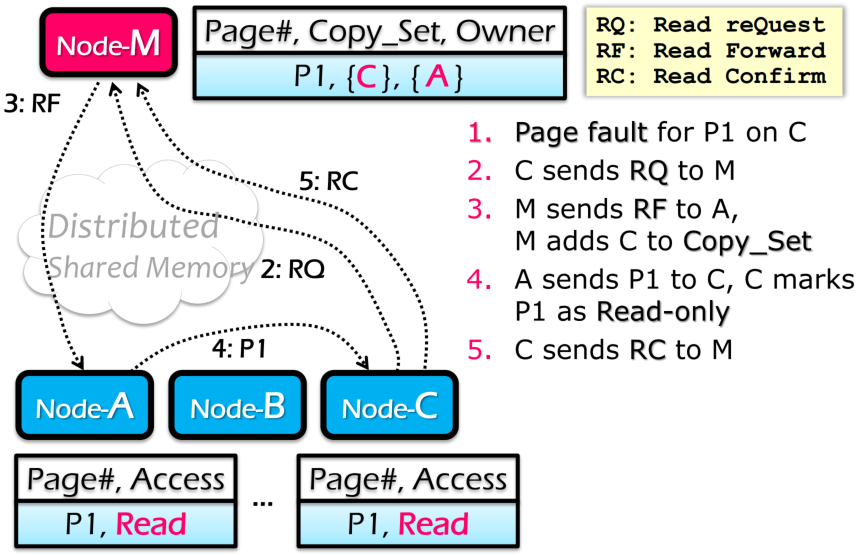 Node-M
Page#, Copy_Set, Owner
P1, {C}, {A}
RQ: Read reQuest
RF: Read Forward
RC: Read Confirm
3: RF
5: RC
Distributed
Shared Memory
2: RQ
4: P1
1. Page fault for P1 on C
2. C sends RQ to M
3. M sends RF to A,
M adds C to Copy_Set
4. A sends P1 to C, C marks
P1 as Read-only
5. C sends RC to M
Node-A
Node-B
Node-C
Page#, Access
P1, Read
...
Page#, Access
P1, Read